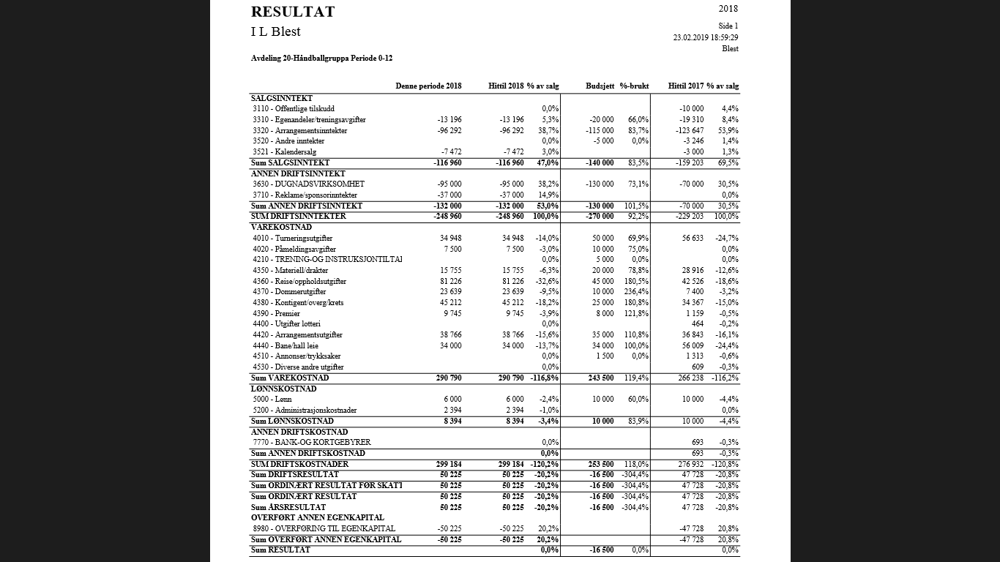 RESULTAT 2018
I L Blest Side 1
23.02.2019 18:59:29
Blest
Avdeling 20-Håndballgruppa Periode 0-12
Denne periode 2018 Hittil 2018 % av salg Budsjett %-brukt Hittil 2017 % av salg
SALGSINNTEKT
3110 - Offentlige tilskudd 0,0% -10 000 4,4%
3310 - Egenandeler/treningsavgifter -13 196 -13 196 5,3% -20 000 66,0% -19 310 8,4%
3320 - Arrangementsinntekter -96 292 -96 292 38,7% -115 000 83,7% -123 647 53,9%
3520 - Andre inntekter 0,0% -5 000 0,0% -3 246 1,4%
3521 - Kalendersalg -7 472 -7 472 3,0% -3 000 1,3%
Sum SALGSINNTEKT -116 960 -116 960 47,0% -140 000 83,5% -159 203 69,5%
ANNEN DRIFTSINNTEKT
3630 - DUGNADSVIRKSOMHET -95 000 -95 000 38,2% -130 000 73,1% -70 000 30,5%
3710 - Reklame/sponsorinntekter -37 000 -37 000 14,9% 0,0%
Sum ANNEN DRIFTSINNTEKT -132 000 -132 000 53,0% -130 000 101,5% -70 000 30,5%
SUM DRIFTSINNTEKTER -248 960 -248 960 100,0% -270 000 92,2% -229 203 100,0%
VAREKOSTNAD
4010 - Turneringsutgifter 34 948 34 948 -14,0% 50 000 69,9% 56 633 -24,7%
4020 - Påmeldingsavgifter 7 500 7 500 -3,0% 10 000 75,0% 0,0%
4210 - TRENING-OG INSTRUKSJONTILTAI 0,0% 5 000 0,0% 0,0%
4350 - Materiell/drakter 15 755 15 755 -6,3% 20 000 78,8% 28 916 -12,6%
4360 - Reise/oppholdsutgifter 81 226 81 226 -32,6% 45 000 180,5% 42 526 -18,6%
4370 - Dommerutgifter 23 639 23 639 -9,5% 10 000 236,4% 7 400 -3,2%
4380 - Kontigent/overg/krets 45 212 45 212 -18,2% 25 000 180,8% 34 367 -15,0%
4390 - Premier 9 745 9 745 -3,9% 8 000 121,8% 1 159 -0,5%
4400 - Utgifter lotteri 0,0% 464 -0,2%
4420 - Arrangementsutgifter 38 766 38 766 -15,6% 35 000 110,8% 36 843 -16,1%
4440 - Bane/hall leie 34 000 34 000 -13,7% 34 000 100,0% 56 009 -24,4%
4510 - Annonser/trykksaker 0,0% 1 500 0,0% 1 313 -0,6%
4530 - Diverse andre utgifter 0,0% 609 -0,3%
Sum VAREKOSTNAD 290 790 290 790 -116,8% 243 500 119,4% 266 238 -116,2%
LØNNSKOSTNAD
5000 - Lønn 6 000 6 000 -2,4% 10 000 60,0% 10 000 -4,4%
5200 - Administrasjonskostnader 2 394 2 394 -1,0% 0,0%
Sum LØNNSKOSTNAD 8 394 8 394 -3,4% 10 000 83,9% 10 000 -4,4%
ANNEN DRIFTSKOSTNAD
7770 - BANK-OG KORTGEBYRER 0,0% 693 -0,3%
Sum ANNEN DRIFTSKOSTNAD 0,0% 693 -0,3%
SUM DRIFTSKOSTNADER 299 184 299 184 -120,2% 253 500 118,0% 276 932 -120,8%
Sum DRIFTSRESULTAT 50 225 50 225 -20,2% -16 500 -304,4% 47 728 -20,8%
Sum ORDINÆRT RESULTAT FØR SKATT 50 225 50 225 -20,2% -16 500 -304,4% 47 728 -20,8%
Sum ORDINÆRT RESULTAT 50 225 50 225 -20,2% -16 500 -304,4% 47 728 -20,8%
Sum ÅRSRESULTAT 50 225 50 225 -20,2% -16 500 -304,4% 47 728 -20,8%
OVERFØRT ANNEN EGENKAPITAL
8980 - OVERFØRING TIL EGENKAPITAL -50 225 -50 225 20,2% -47 728 20,8%
Sum OVERFØRT ANNEN EGENKAPITAL -50 225 -50 225 20,2% -47 728 20,8%
Sum RESULTAT 0,0% -16 500 0,0% 0,0%